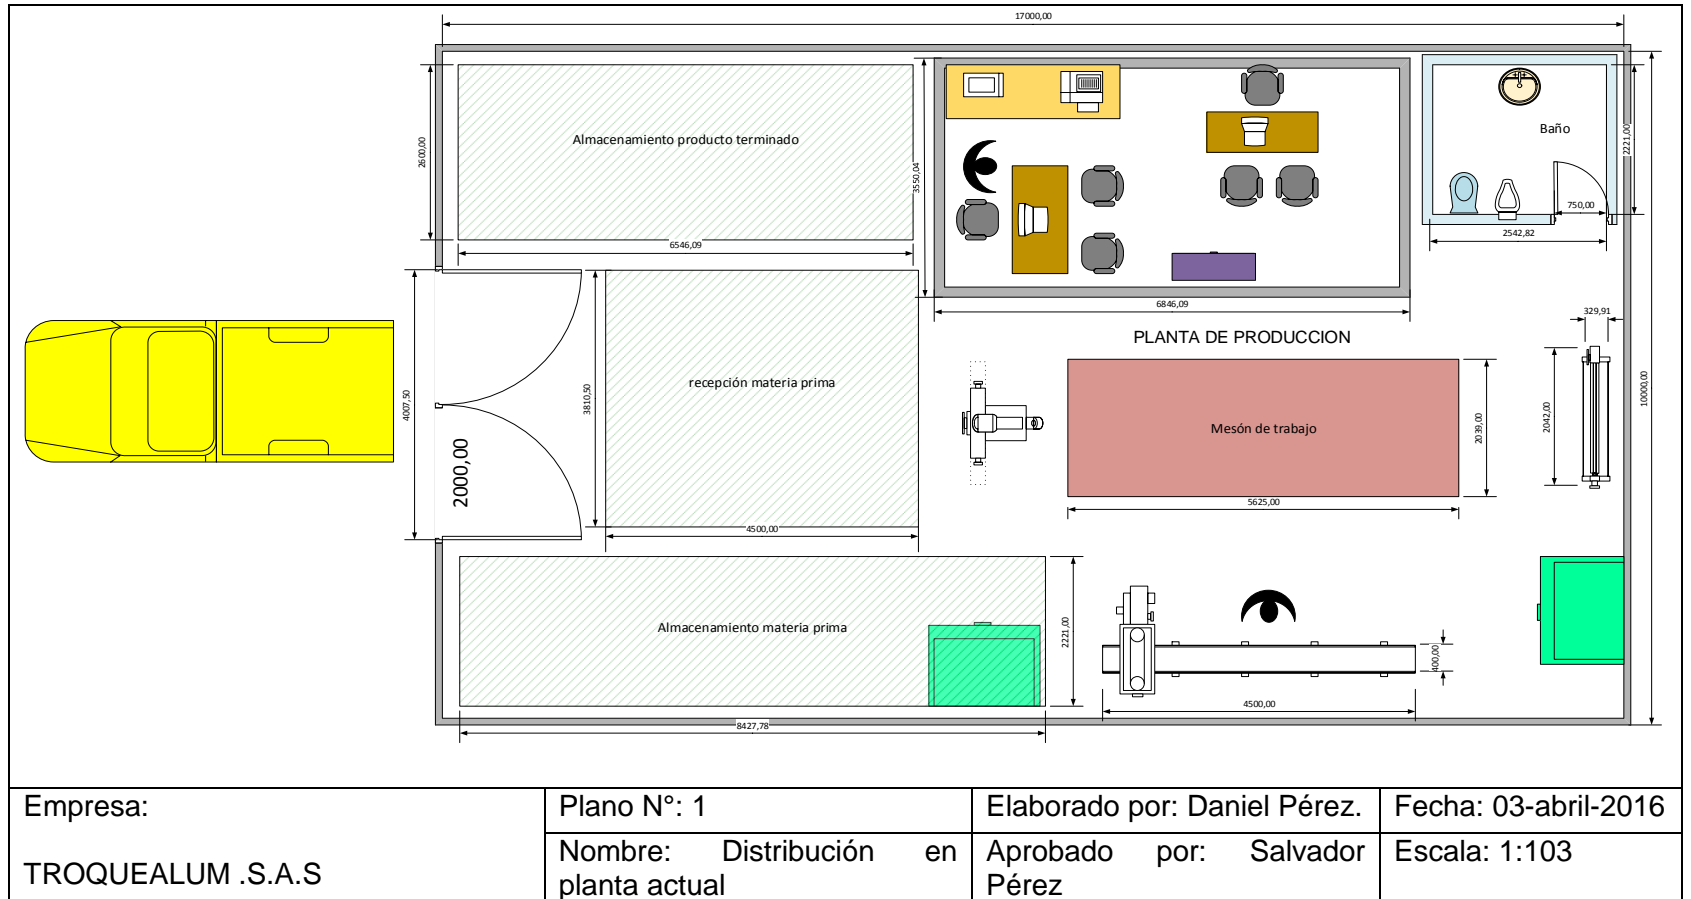 17000,00
2600,00
Almacenamiento producto terminado
6546,09
3550,04
6846,09
Baño
2221,00
750,00
2542,82
PLANTA DE PRODUCCION
329,91
4007,50
2000,00
3810,50
recepción materia prima
4500,00
Mesón de trabajo
2039,00
5625,00
2042,00
10000,00
Almacenamiento materia prima
2221,00
8427,78
400,00
4500,00
Empresa:
TROQUEALUM .S.A.S
Plano N°: 1
Nombre: Distribución en
planta actual
Elaborado por: Daniel Pérez.
Aprobado por: Salvador
Pérez
Fecha: 03-abril-2016
Escala: 1:103